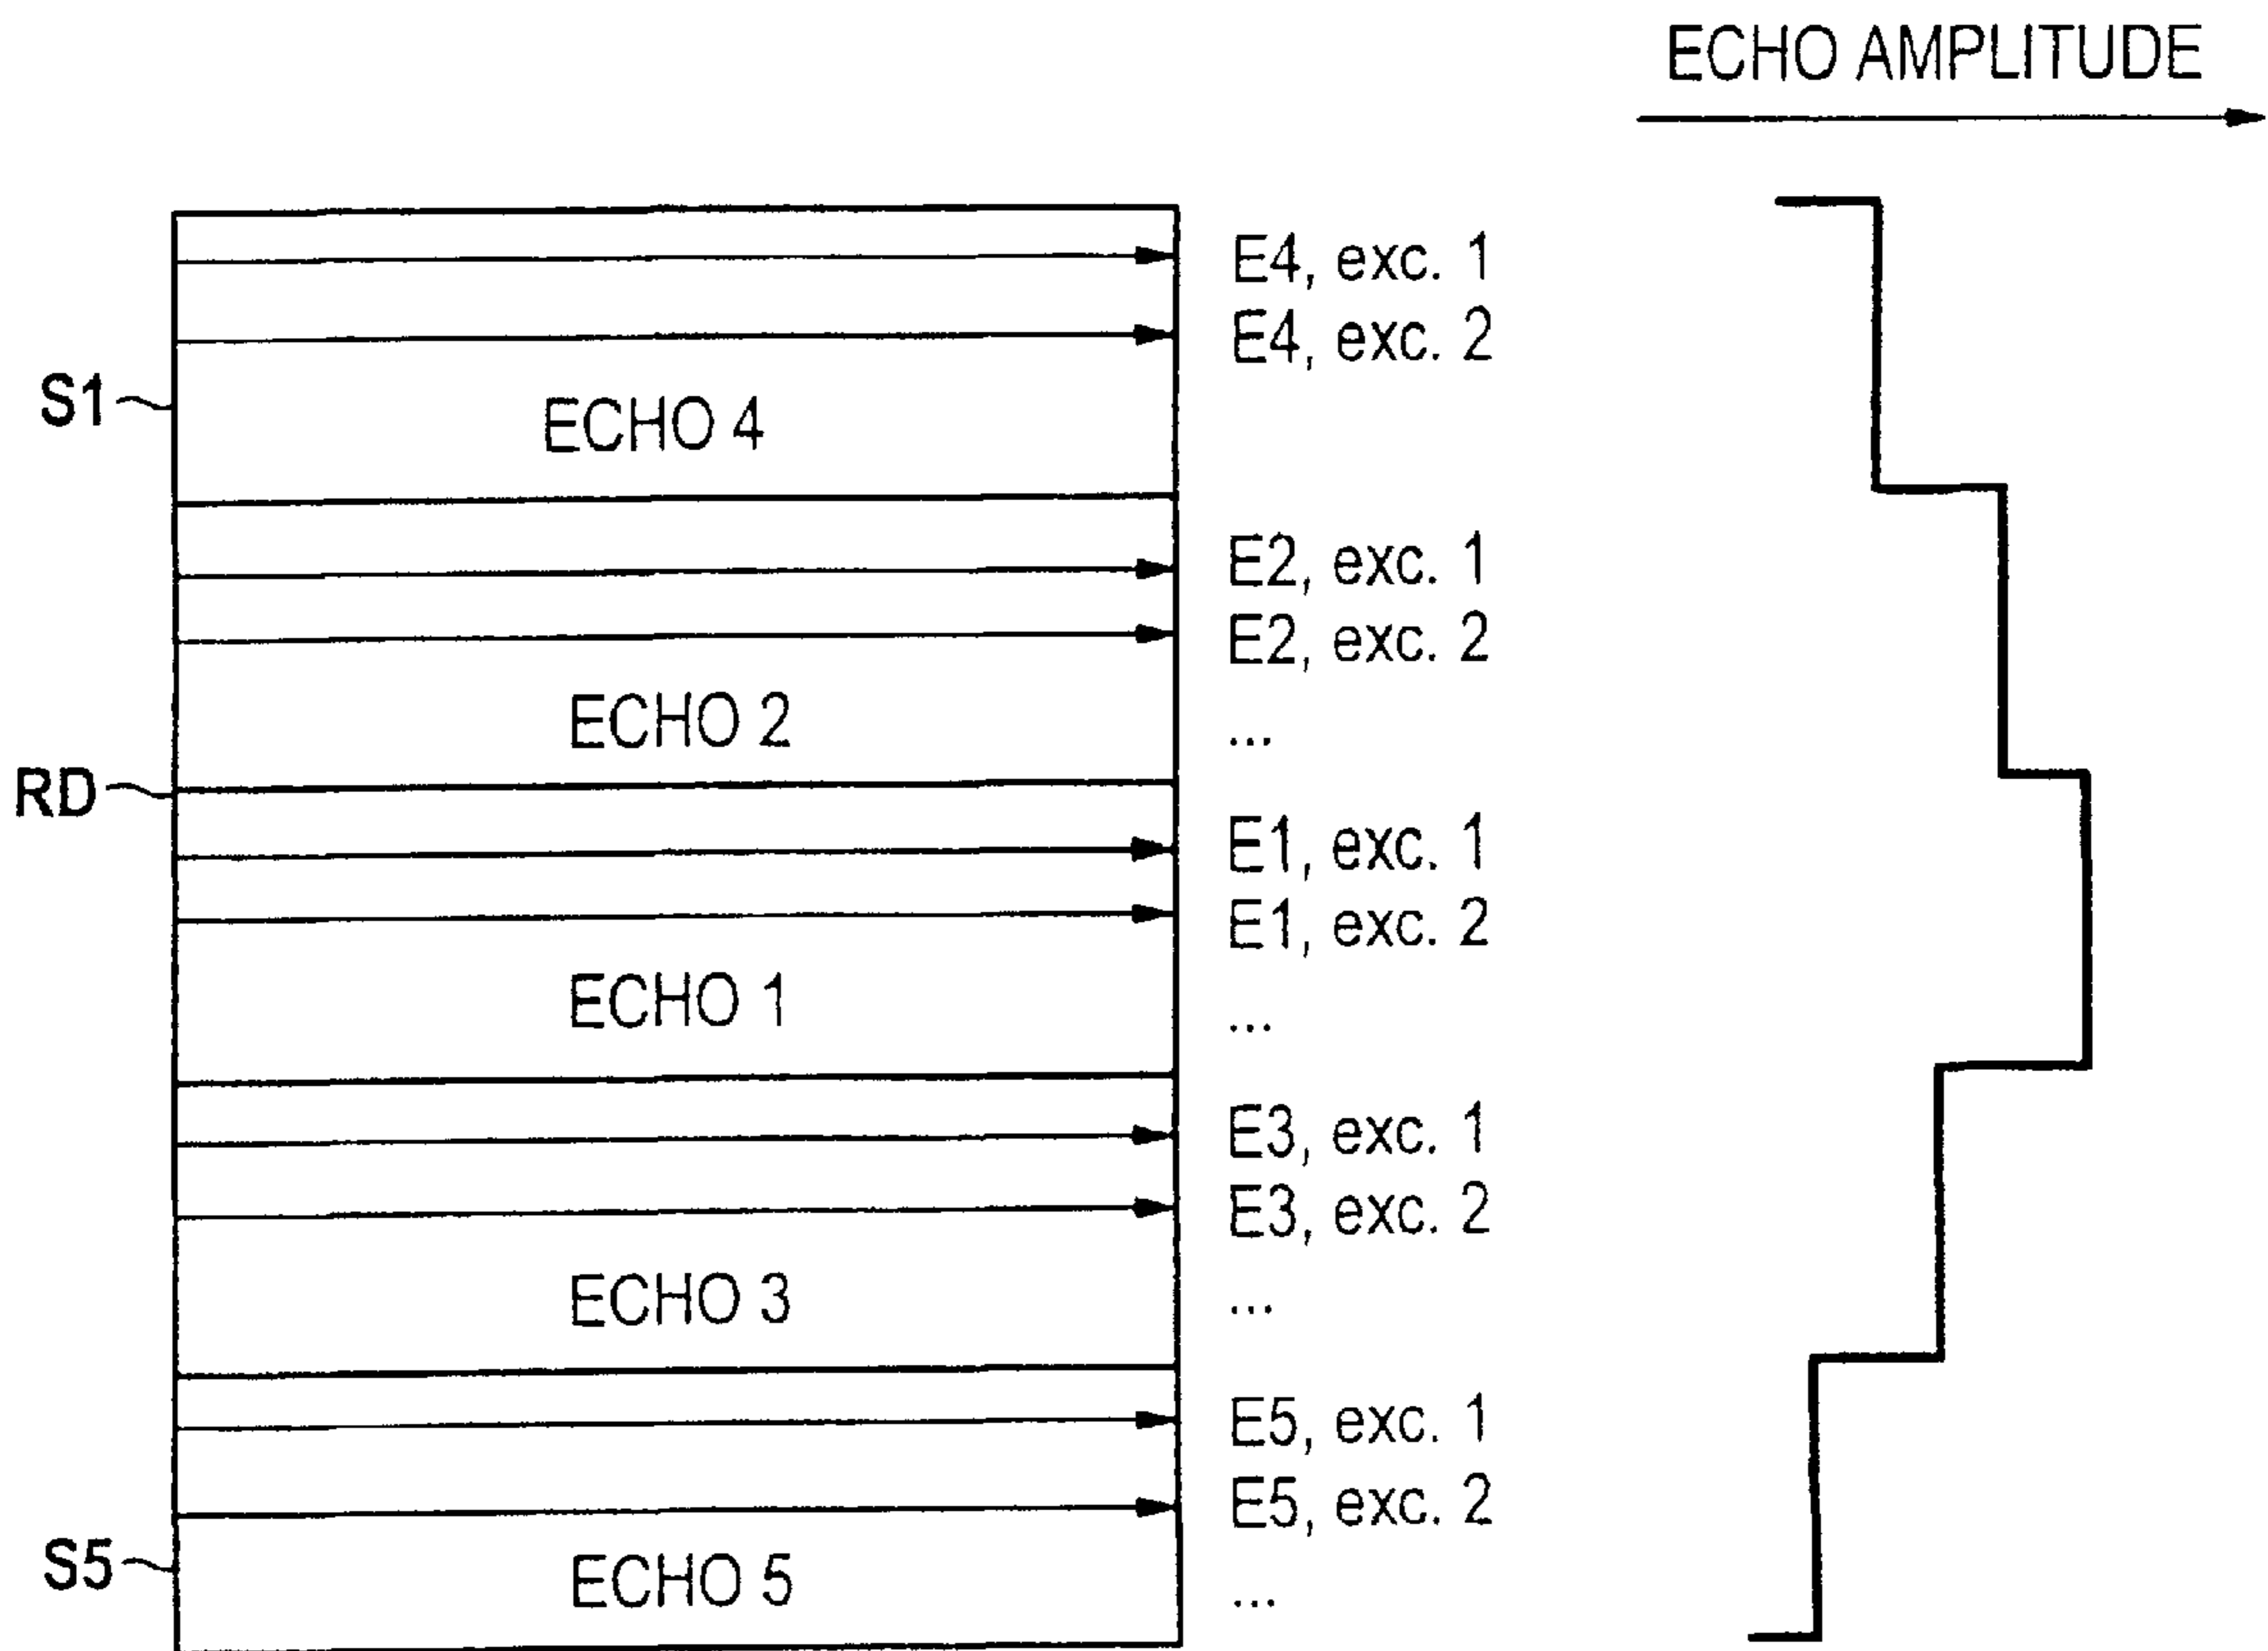 ECHO AMPLITUDE
E4, exc. 1
E4, exc. 2
S1
ECHO 4
E2, exc. 1
E2, exc. 2
ECHO 2
...
RD
E1, exc. 1
E1, exc. 2
ECHO 1
...
E3, exc. 1
E3, exc. 2
ECHO 3
...
E5, exc. 1
E5, exc. 2
S5
ECHO 5
...